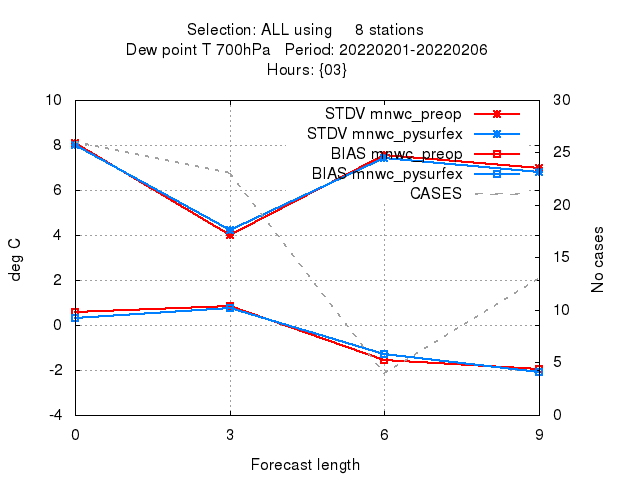 Selection: ALL using 8 stations
Dew point T 700hPa Period: 20220201-20220206
Hours: {03}
STDV mnwc_preop
STDV mnwc_pysurfex
BIAS mnwc_preop
BIAS mnwc_pysurfex
CASES
deg C
10
8
6
4
2
0
-2
-4
30
25
20
15
10
5
0
No cases
0 3 6 9
Forecast length